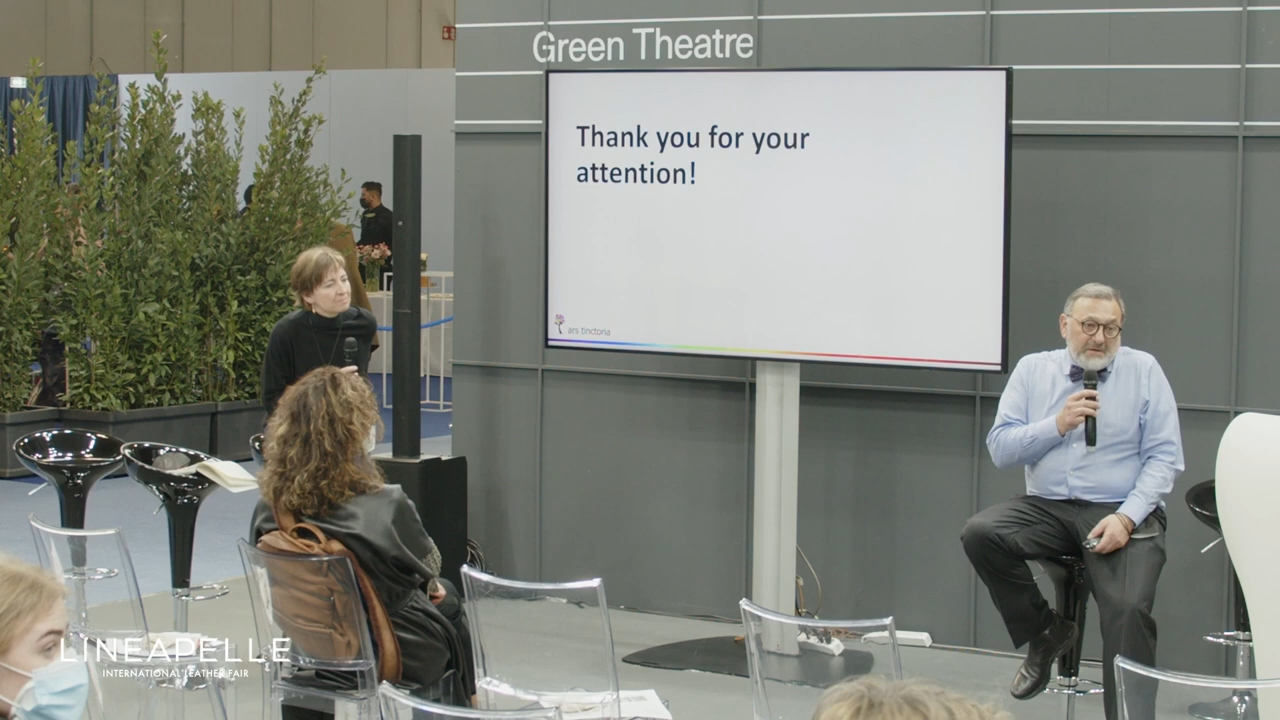 Green Theatre
Thank you for your
attention!
ars tinctoria
LINEAPELLE
INTERNATIONAL LEATHER FAIR